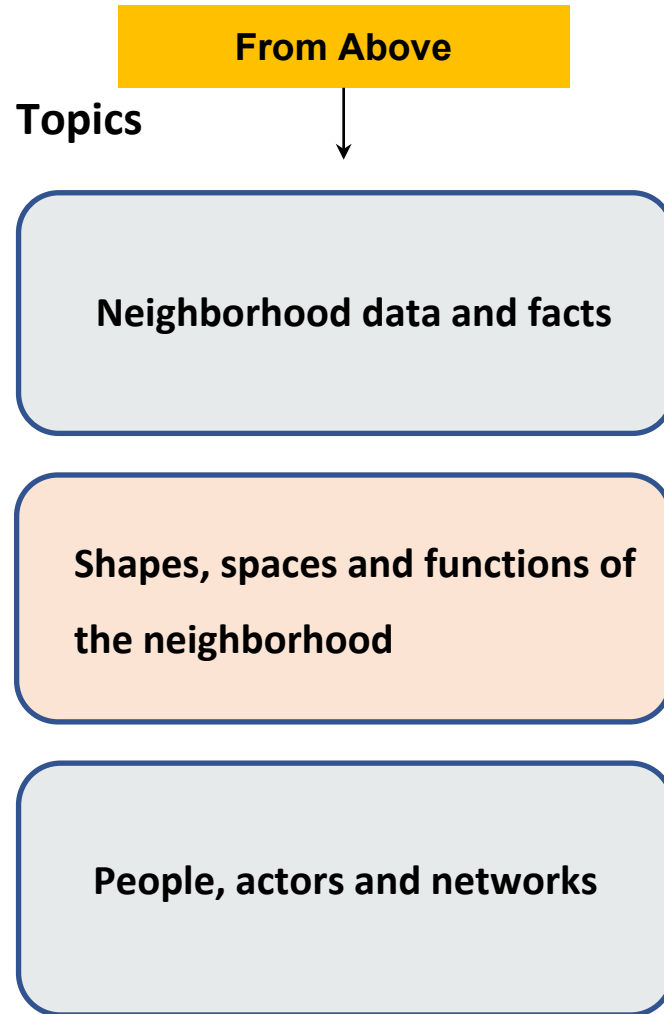 From Above
Topics
Neighborhood data and facts
Shapes, spaces and functions of
the neighborhood
People, actors and networks